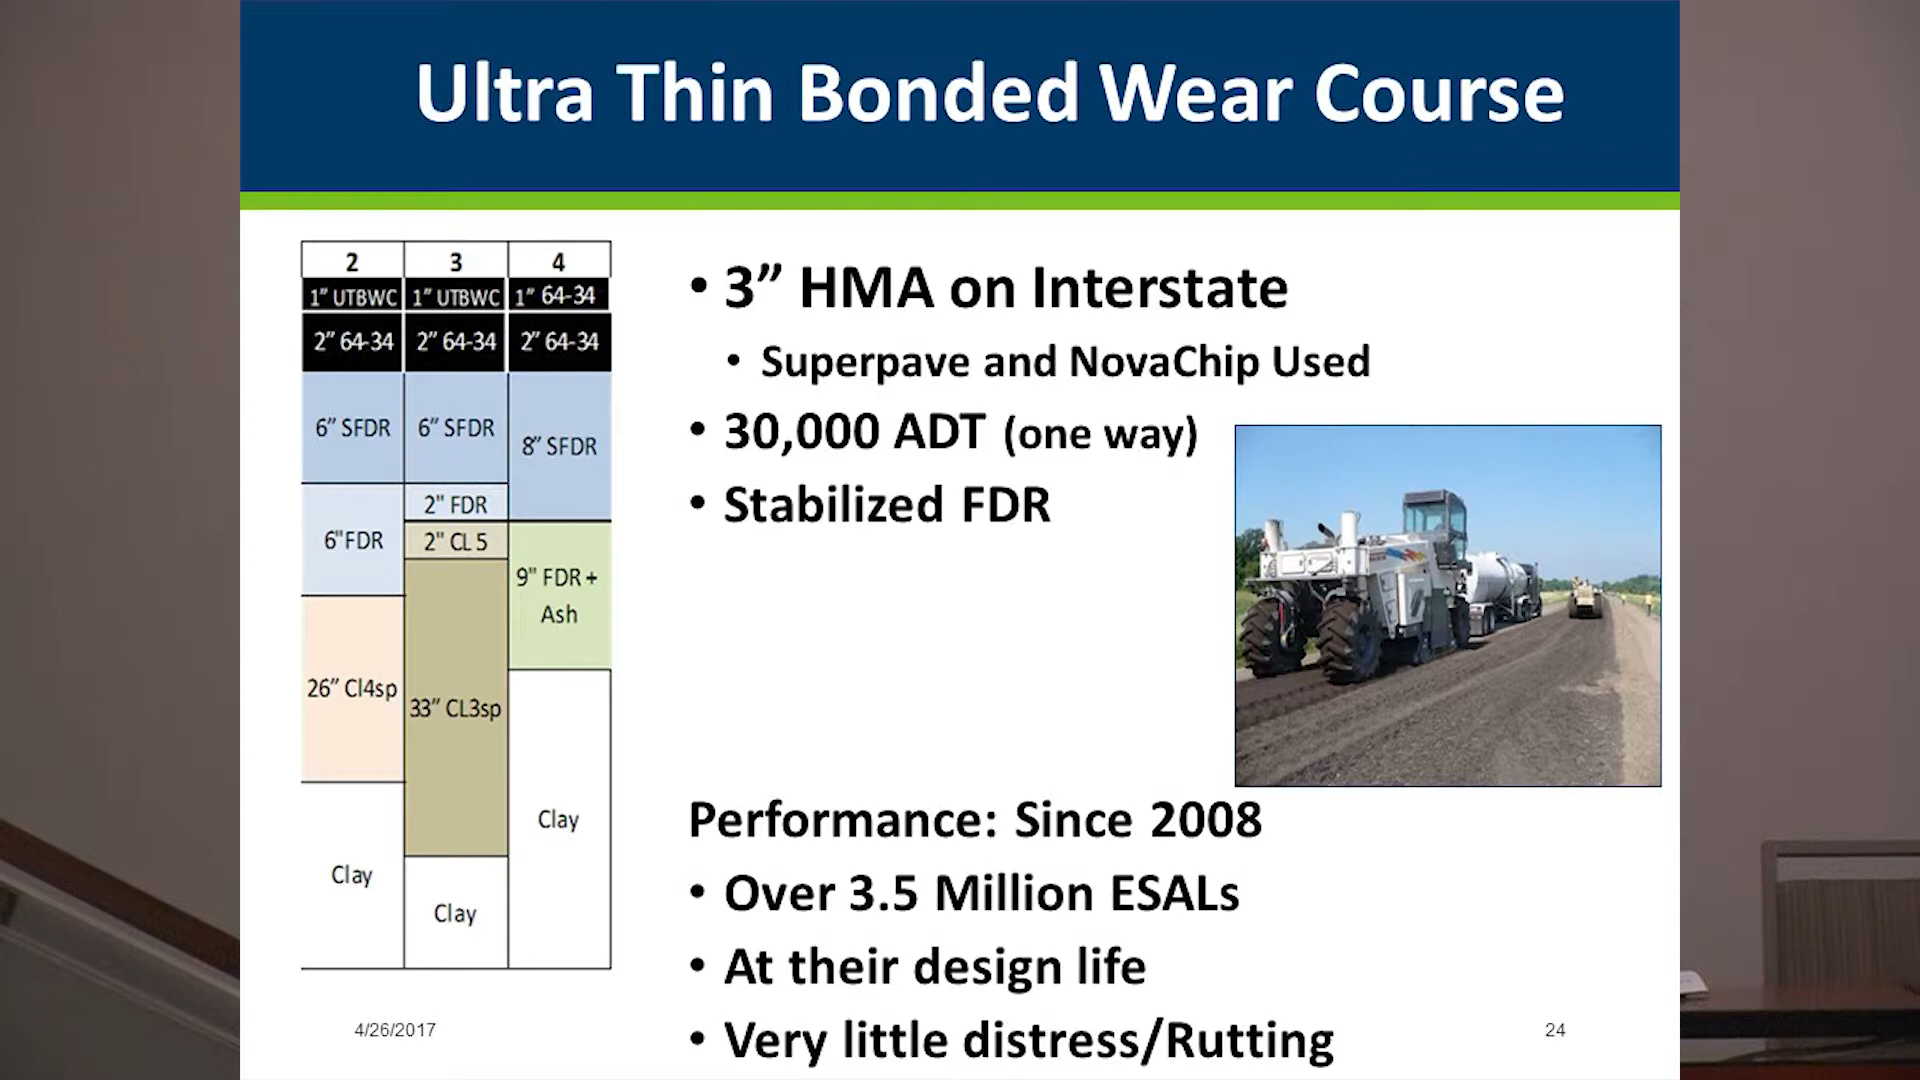 Ultra Thin Bonded Wear Course
2 3 4
1” UTBWC 1” UTBWC 1” 64-34
2” 64-34 2” 64-34 2” 64-34
6” SFDR 6” SFDR 8” SFDR
2" FDR
6"FDR 2" CL 5
9" FDR +
Ash
26” Cl4sp 33” CL3sp
Clay
Clay
Clay
• 3” HMA on Interstate
• Superpave and NovaChip Used
• 30,000 ADT (one way)
• Stabilized FDR
Performance: Since 2008
• Over 3.5 Million ESALs
• At their design life
• Very little distress/Rutting
4/26/2017
24